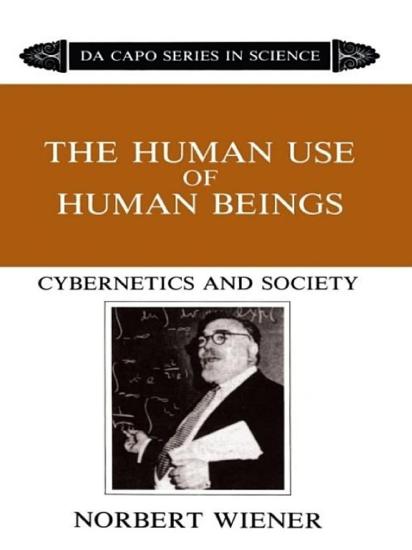 DA CAPO SERIES IN SCIENCE
THE HUMAN USE
OF
HUMAN BEINGS
CYBERNETICS AND SOCIETY
NORBERT WIENER